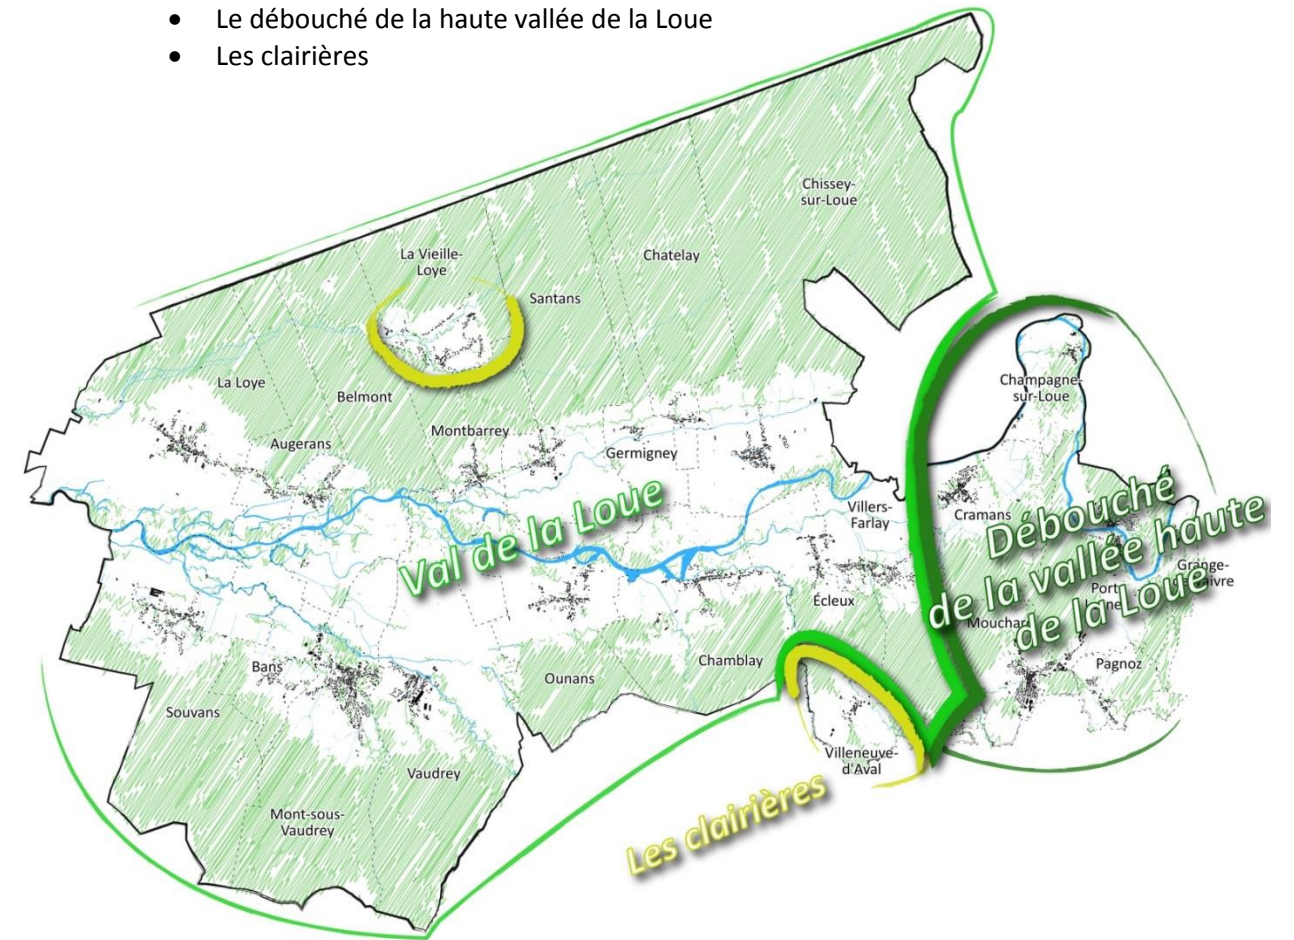 • Le débouché de la haute vallée de la Loue
• Les clairières
Chissey-
sur-Loue
La Vieille-
Loye
Chatelay
Santans
La Loye
Belmont
Champagne-
sur-Loue
Augerans
Montbarrey
Germigney
Villers-
Farlay
Cramans
Val de la Loue
Débouché
de la vallée haute
de la Loue
Grange-
Port
Écleux
Mouchar
Chamblay
Pagnoz
Bans
Ounans
Souvans
Villeneuve-
d'Aval
Vaudrey
Les clairières
Mont-sous-
Vaudrey